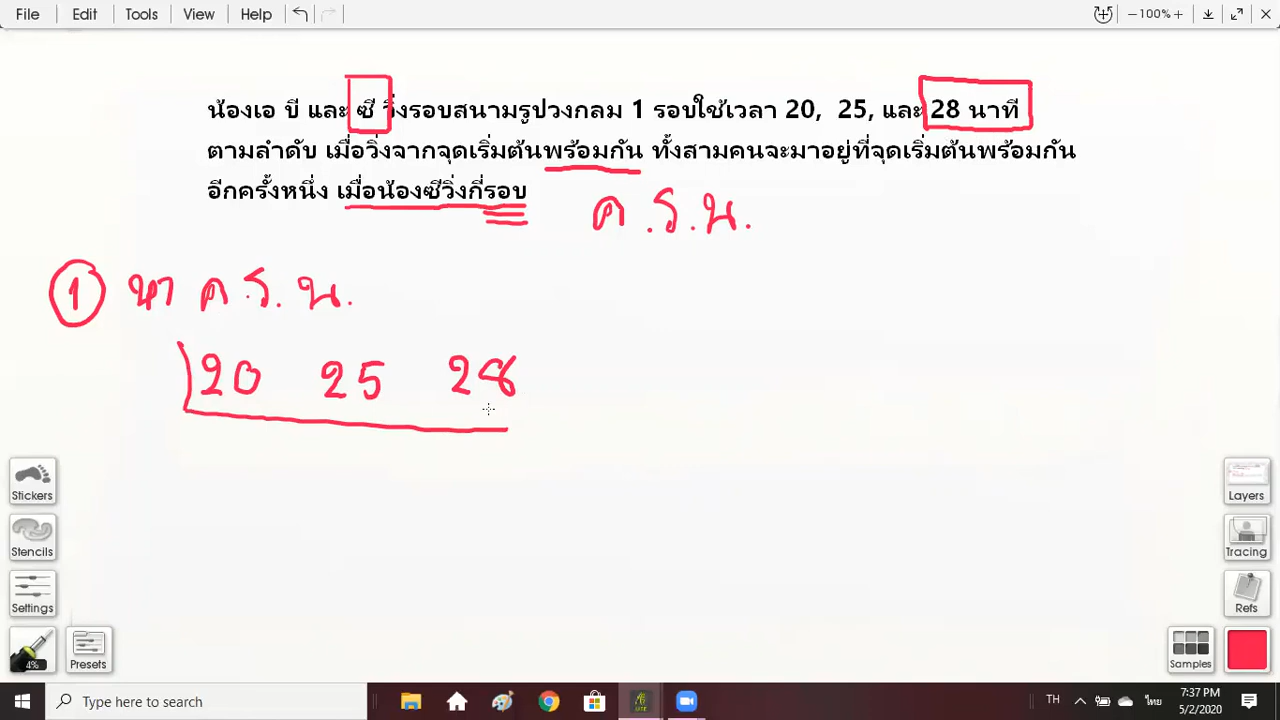 File Edit Tools View Help
−100%+
น้องเอ บี และ ซี วิ่งรอบสนามรูปวงกลม 1 รอบใช้เวลา 20, 25, และ 28 นาที
ตามลำดับ เมื่อวิ่งจากจุดเริ่มต้นพร้อมกัน ทั้งสามคนจะมาอยู่ที่จุดเริ่มต้นพร้อมกัน
อีกครั้งหนึ่ง เมื่อน้องซีวิ่งกี่รอบ
ค.ร.น.
1 หา ค.ร.น.
20 25 28
Stickers
Stencils
Settings
4%
Presets
Layers
Tracing
Refs
Samples
Type here to search
TH
ไทย
7:37 PM
5/2/2020